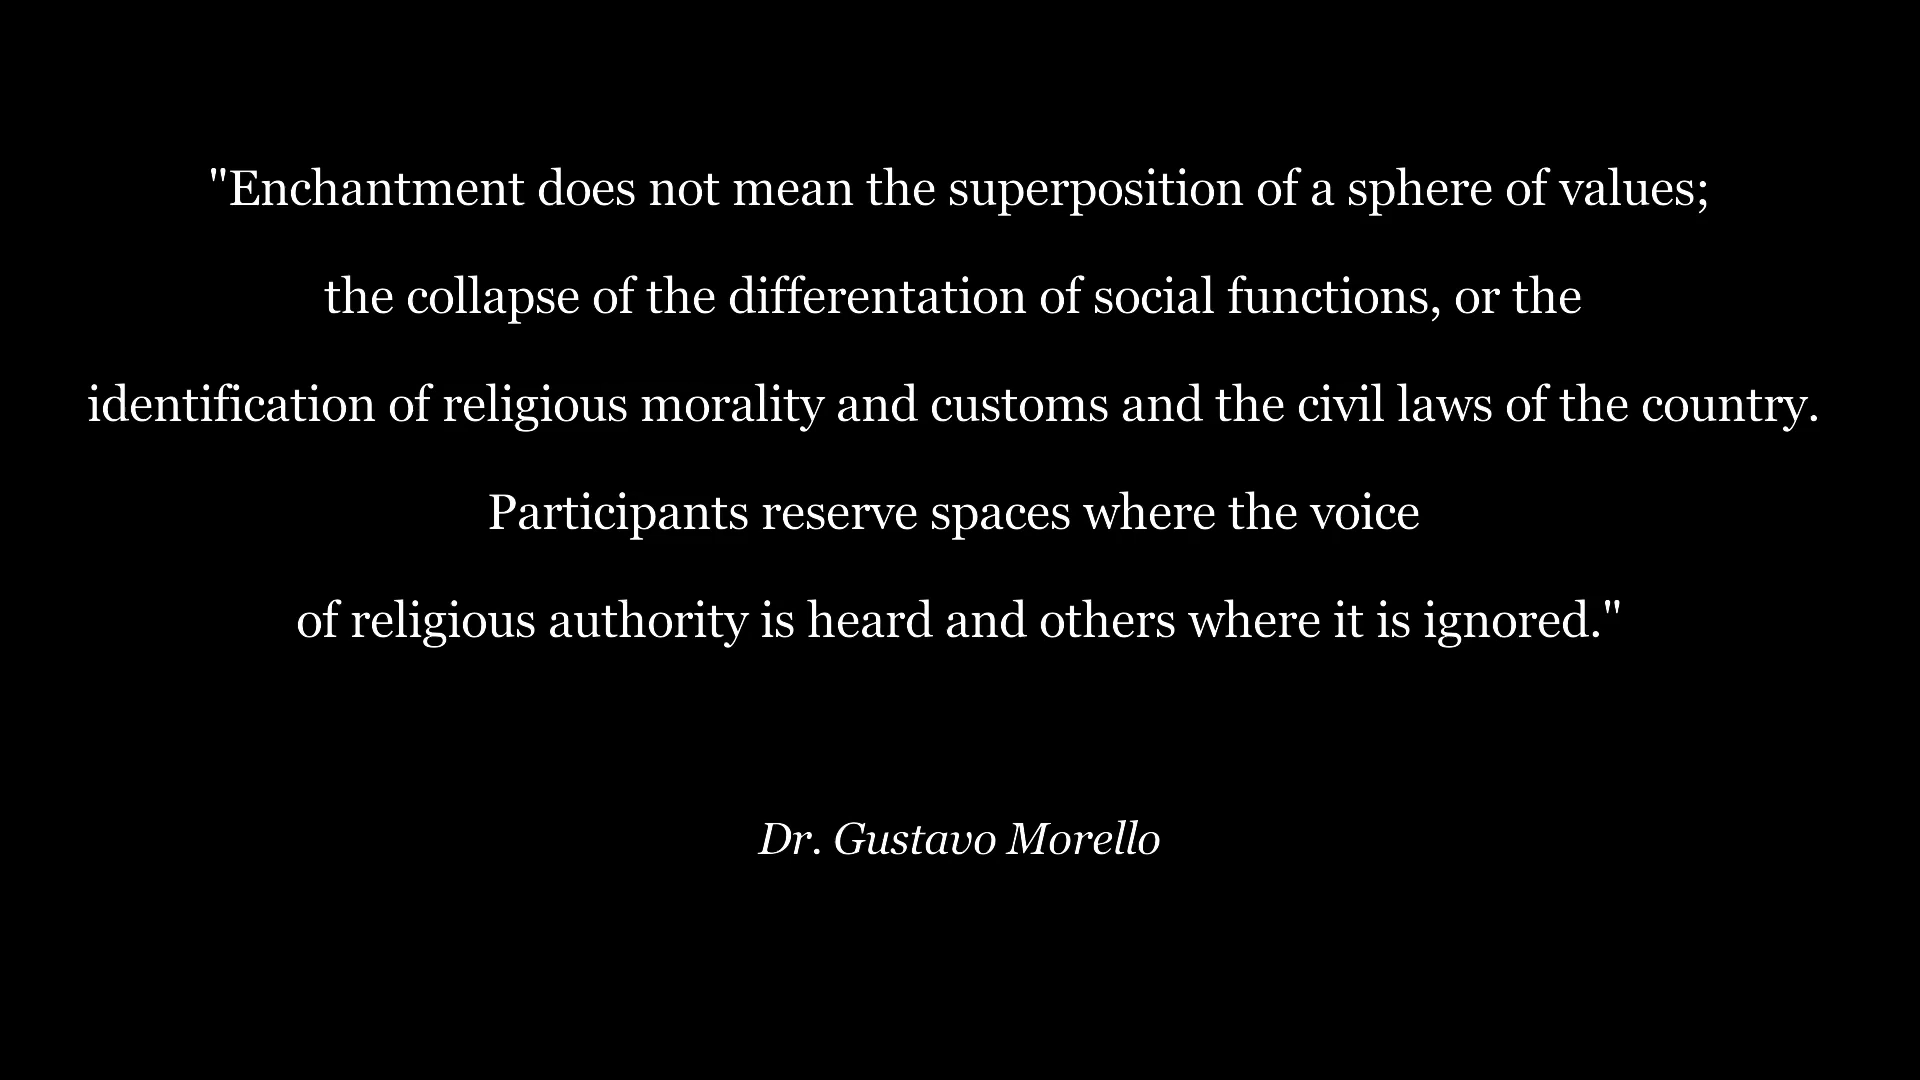 "Enchantment does not mean the superposition of a sphere of values;
the collapse of the differentation of social functions, or the
identification of religious morality and customs and the civil laws of the country.
Participants reserve spaces where the voice
of religious authority is heard and others where it is ignored."
Dr. Gustavo Morello